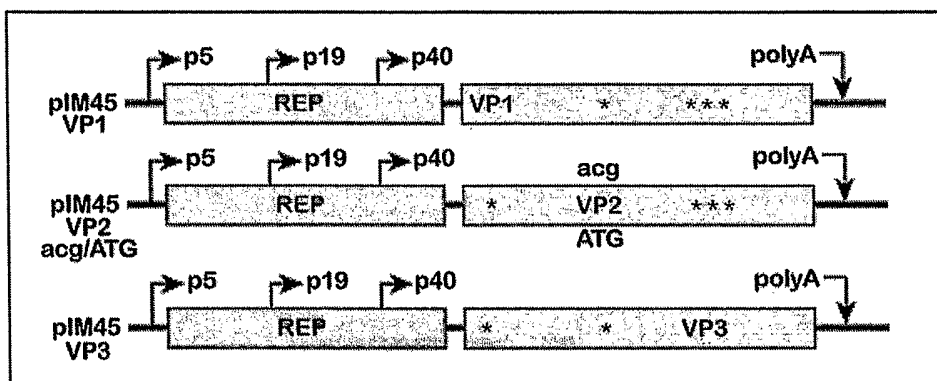 p5 p19 p40 polyA
pIM45 REP VP1 * ***
VP1
acg
p5 p19 p40 polyA
pIM45 REP * VP2 ***
VP2
acg/ATG ATG
p5 p19 p40 polyA
pIM45 REP * * VP3
VP3